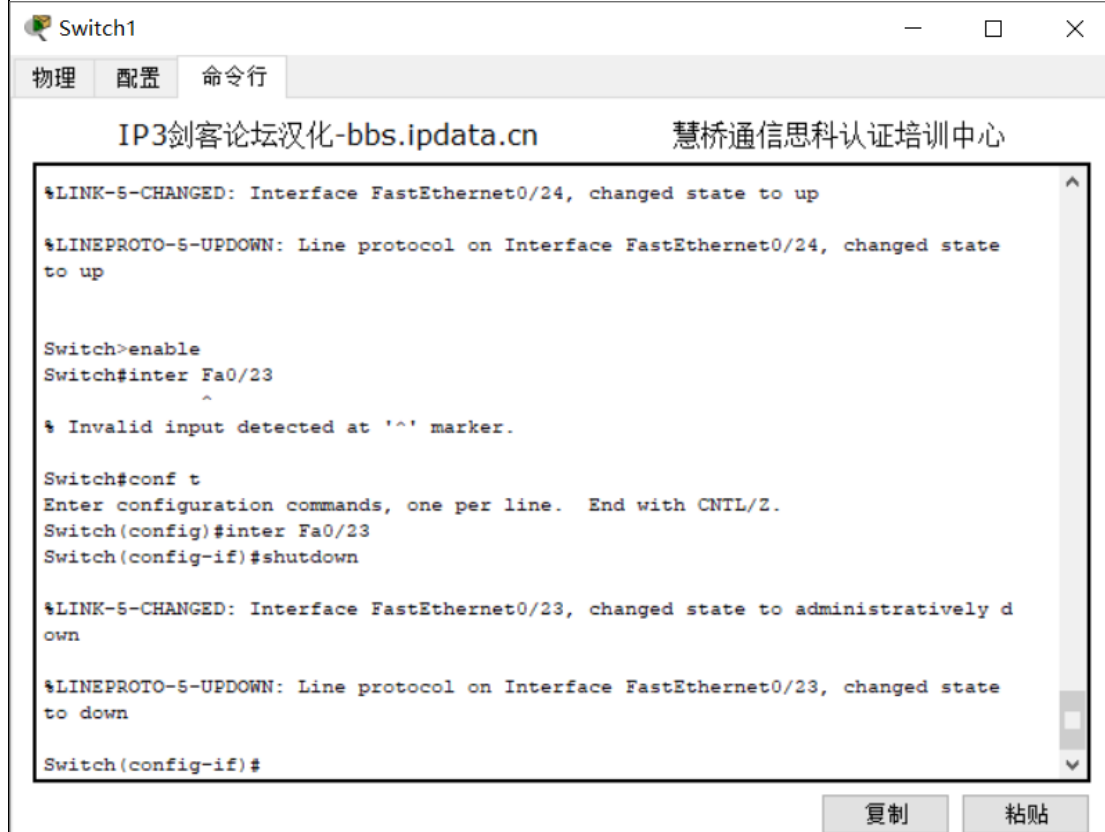 Switch1
物理 配置 命令行
IP3剑客论坛汉化-bbs.ipdata.cn 慧桥通信思科认证培训中心
%LINK-5-CHANGED: Interface FastEthernet0/24, changed state to up
%LINEPROTO-5-UPDOWN: Line protocol on Interface FastEthernet0/24, changed state
to up
Switch>enable
Switch#inter Fa0/23
^
% Invalid input detected at '^' marker.
Switch#conf t
Enter configuration commands, one per line.  End with CNTL/Z.
Switch(config)#inter Fa0/23
Switch(config-if)#shutdown
%LINK-5-CHANGED: Interface FastEthernet0/23, changed state to administratively d
own
%LINEPROTO-5-UPDOWN: Line protocol on Interface FastEthernet0/23, changed state
to down
Switch(config-if)#
复制 粘贴